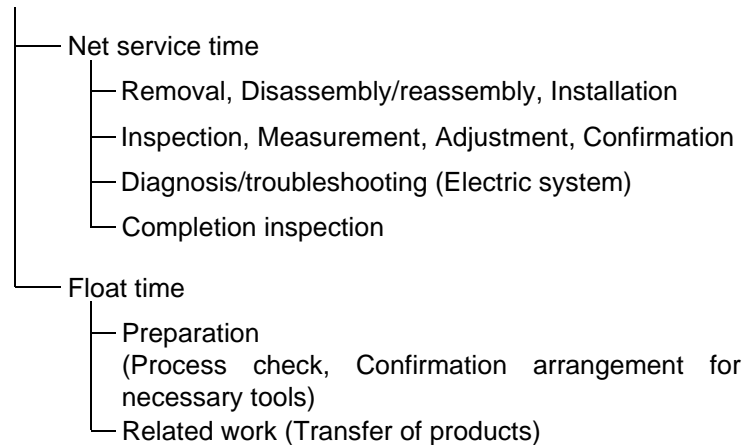 Net service time
Removal, Disassembly/reassembly, Installation
Inspection, Measurement, Adjustment, Confirmation
Diagnosis/troubleshooting (Electric system)
Completion inspection
Float time
Preparation
(Process check, Confirmation arrangement for
necessary tools)
Related work (Transfer of products)